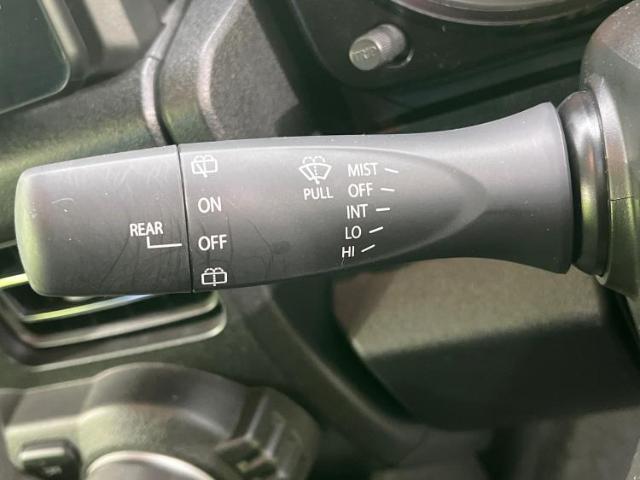 REAR
ON
OFF
PULL
MIST
OFF
INT
LO
HI